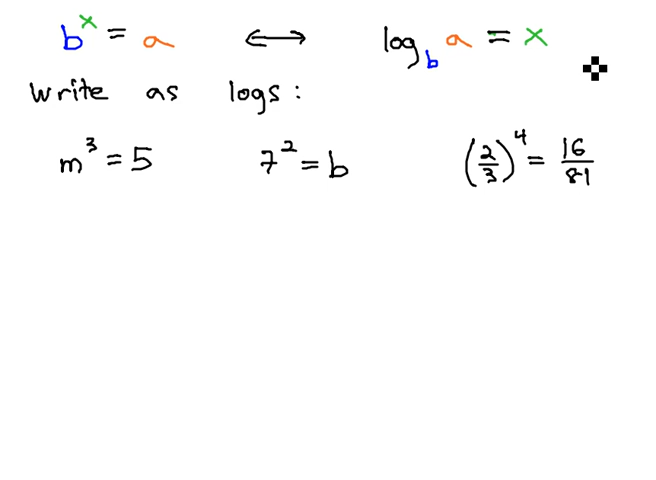 b^x = a ⟷ log_b a = x
Write as logs:
m^3 = 5 7^2 = b (2/3)^4 = 16/81